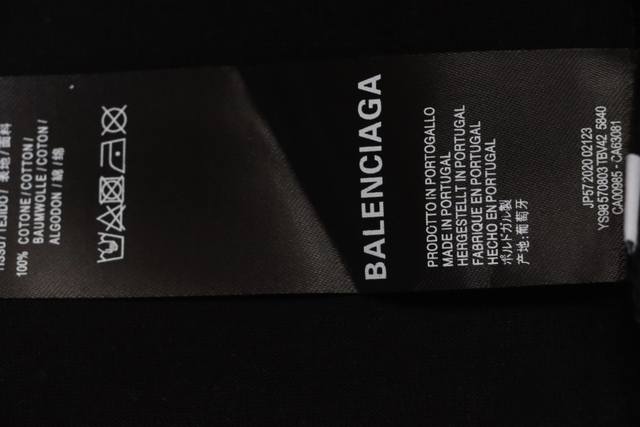 BALENCIAGA
PRODOTTO IN PORTOGALLO
MADE IN PORTUGAL
HERGESTELLT IN PORTUGAL
FABRIQUE EN PORTUGAL
HECHO EN PORTUGAL
ポルトガル製
产地:葡萄牙
JP57 2020 02123
YS98 570803 TBV42 5840
CA00985 - CA63081
100% COTONE/COTTON/
BAUMWOLLE/COTON/
ALGODON/ 綿 /棉